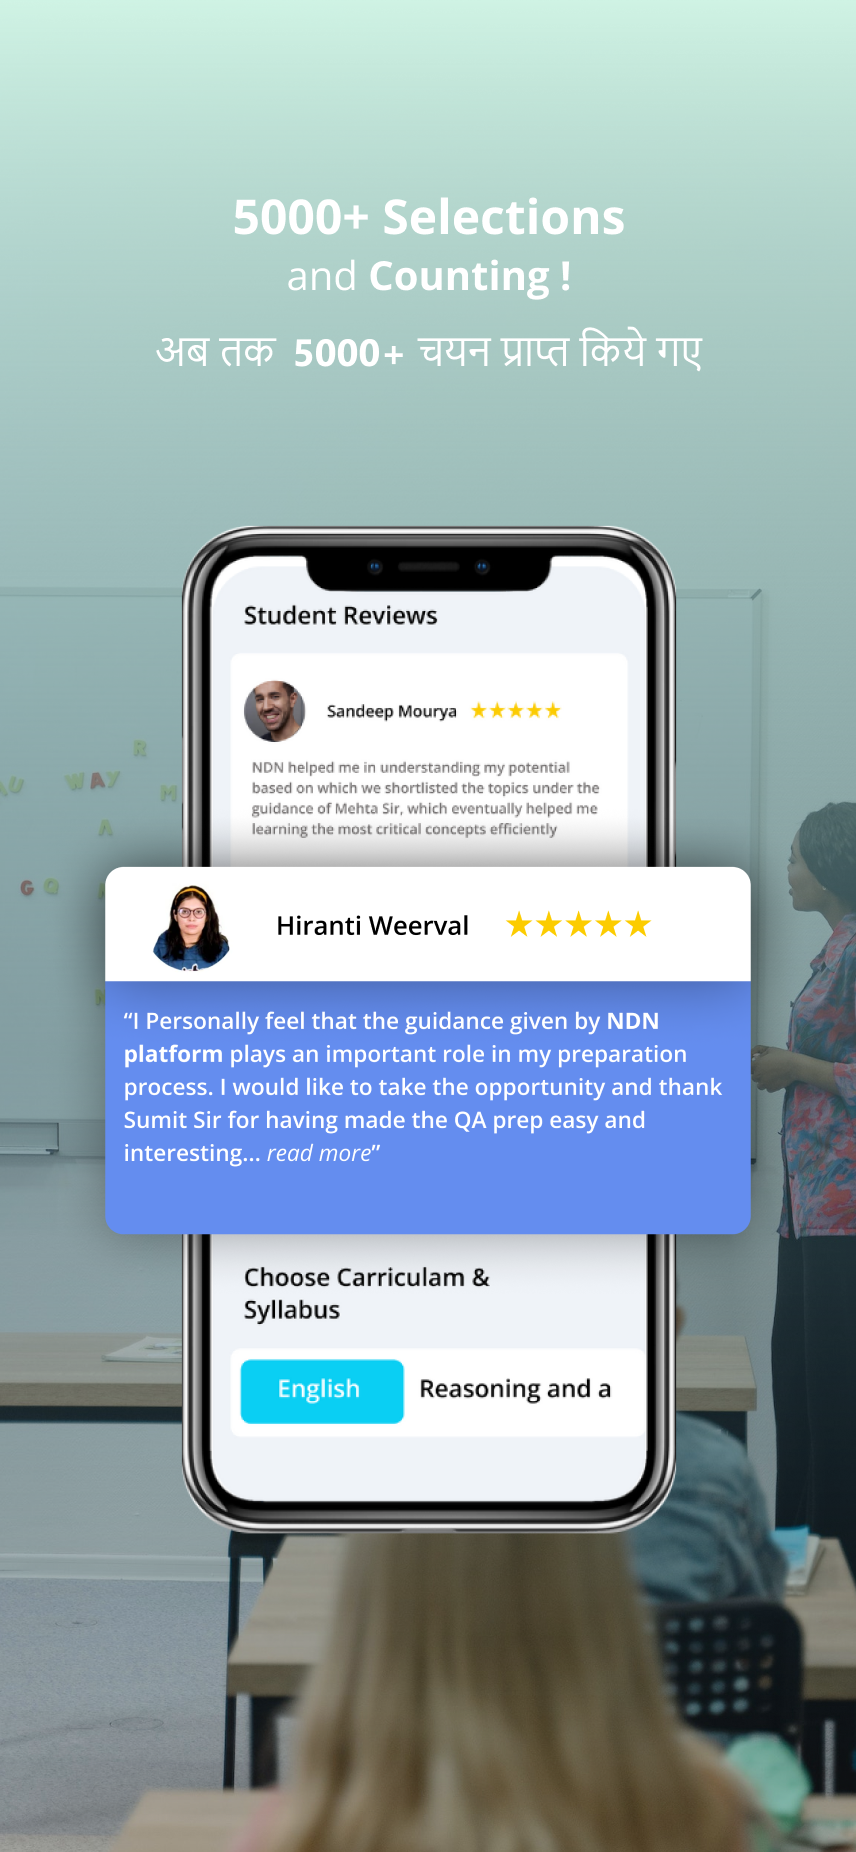 5000+ Selections
and Counting !
अब तक 5000+ चयन प्राप्त किये गए
Student Reviews
Sandeep Mourya
NDN helped me in understanding my potential
based on which we shortlisted the topics under the
guidance of Mehta Sir, which eventually helped me
learning the most critical concepts efficiently
R
WAY
M
A
G Q
Hiranti Weerval
“I Personally feel that the guidance given by NDN
platform plays an important role in my preparation
process. I would like to take the opportunity and thank
Sumit Sir for having made the QA prep easy and
interesting... read more”
Choose Carriculam &
Syllabus
English Reasoning and a